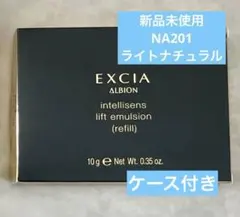 新品未使用
NA201
ライトナチュラル
EXCIA
ALBION
intellisens
lift emulsion
(refill)
10 g e Net Wt. 0.35 oz.
ケース付き